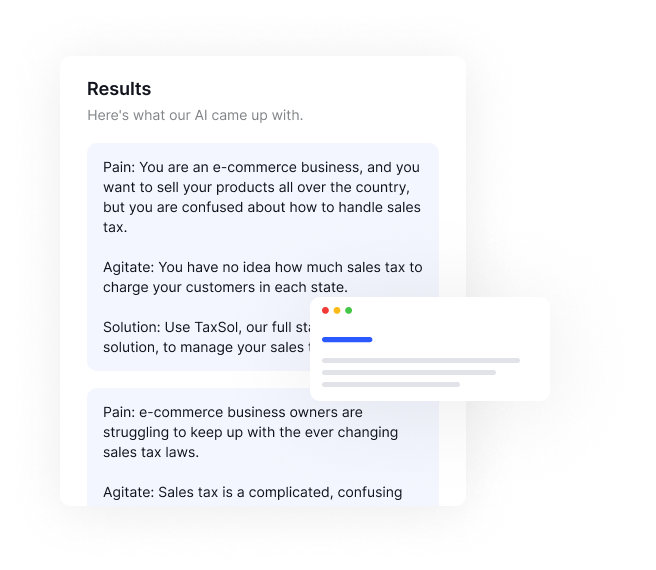 Results
Here's what our AI came up with.
Pain: You are an e-commerce business, and you
want to sell your products all over the country,
but you are confused about how to handle sales
tax.
Agitate: You have no idea how much sales tax to
charge your customers in each state.
Solution: Use TaxSol, our full
solution, to manage your sales
Pain: e-commerce business owners are
struggling to keep up with the ever changing
sales tax laws.
Agitate: Sales tax is a complicated, confusing